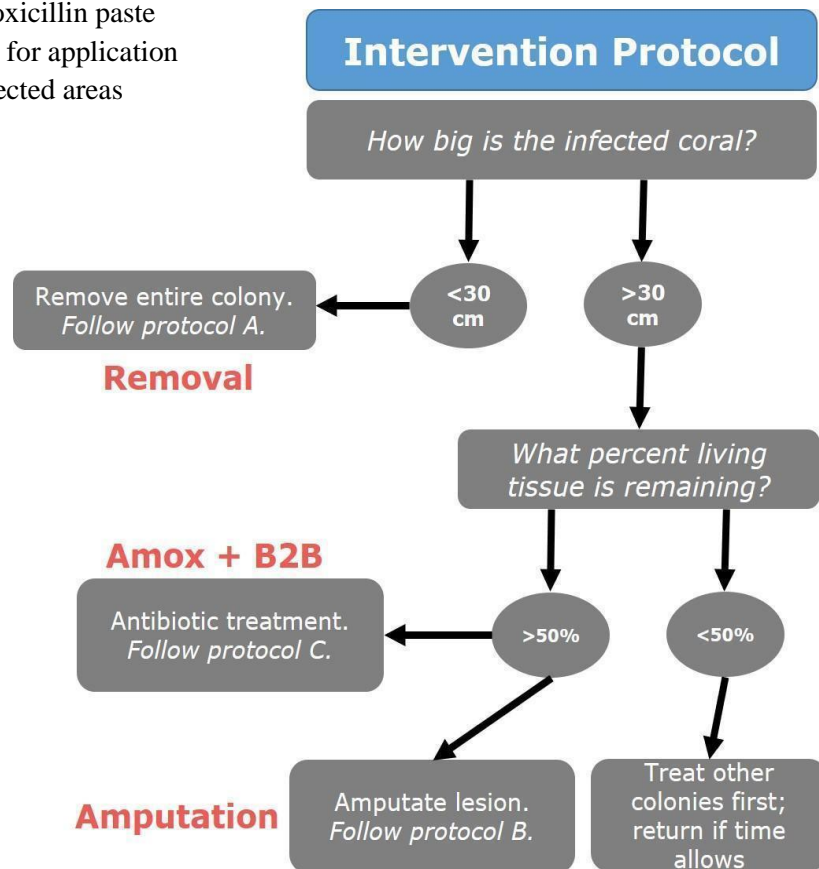 oxicillin paste
for application
ected areas
Intervention Protocol
How big is the infected coral?
<30
cm
>30
cm
Remove entire colony.
Follow protocol A.
Removal
What percent living
tissue is remaining?
Amox + B2B
Antibiotic treatment.
Follow protocol C.
>50%
<50%
Amputation
Amputate lesion.
Follow protocol B.
Treat other
colonies first;
return if time
allows